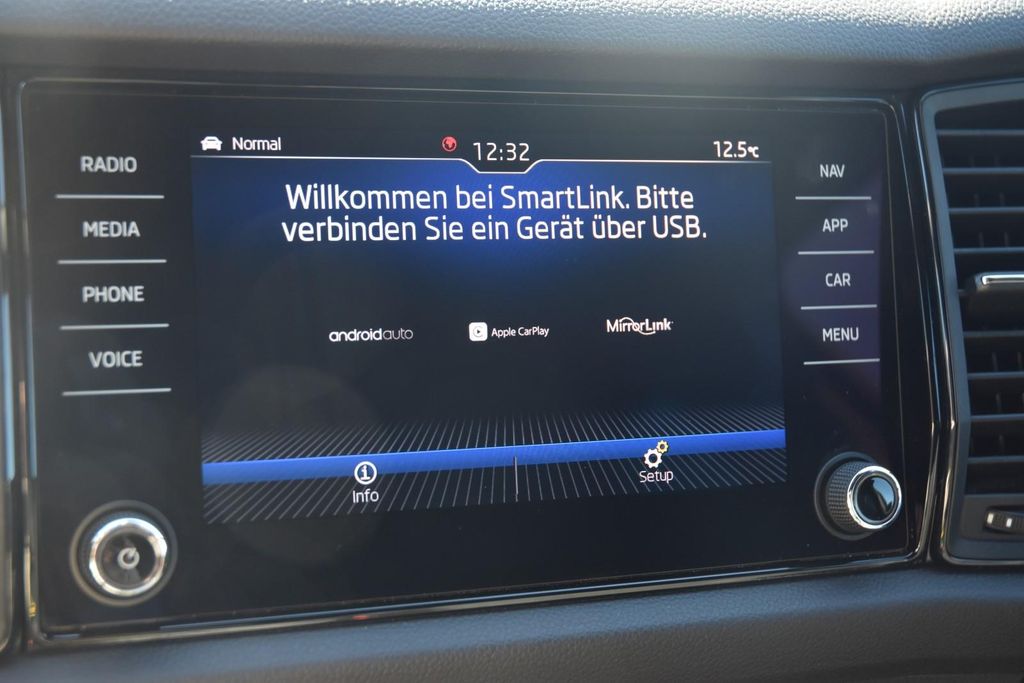 Normal
12:32
12.5°C
RADIO
MEDIA
PHONE
VOICE
Willkommen bei SmartLink. Bitte
verbinden Sie ein Gerät über USB.
androidauto
Apple CarPlay
MirrorLink
Info
Setup
NAV
APP
CAR
MENU